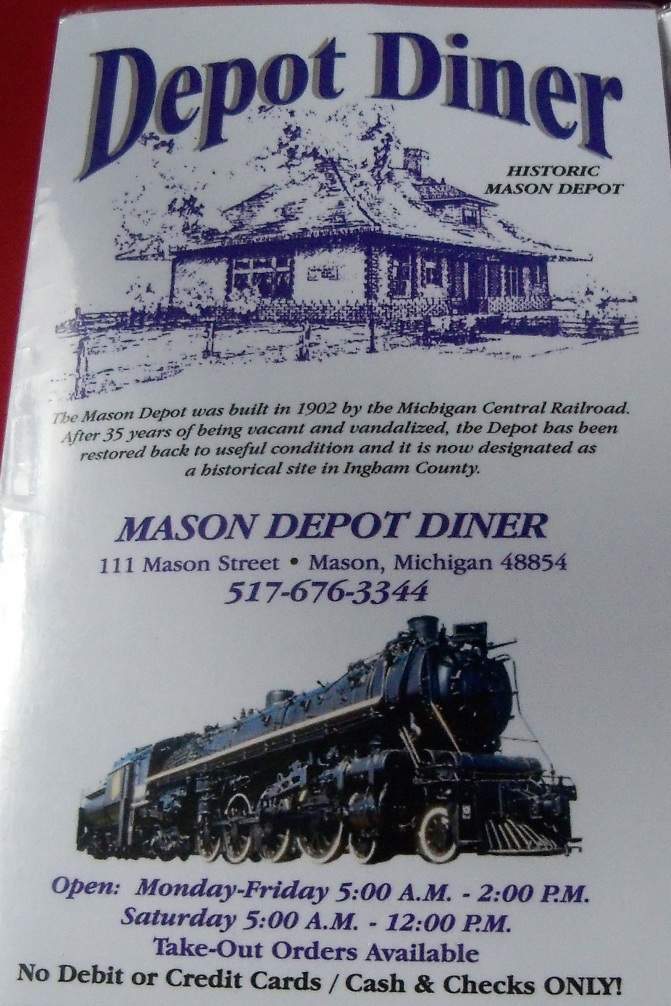 Depot Diner
HISTORIC
MASON DEPOT
The Mason Depot was built in 1902 by the Michigan Central Railroad.
After 35 years of being vacant and vandalized, the Depot has been
restored back to useful condition and it is now designated as
a historical site in Ingham County.
MASON DEPOT DINER
111 Mason Street • Mason, Michigan 48854
517-676-3344
Open: Monday-Friday 5:00 A.M. - 2:00 P.M.
Saturday 5:00 A.M. - 12:00 P.M.
Take-Out Orders Available
No Debit or Credit Cards / Cash & Checks ONLY!